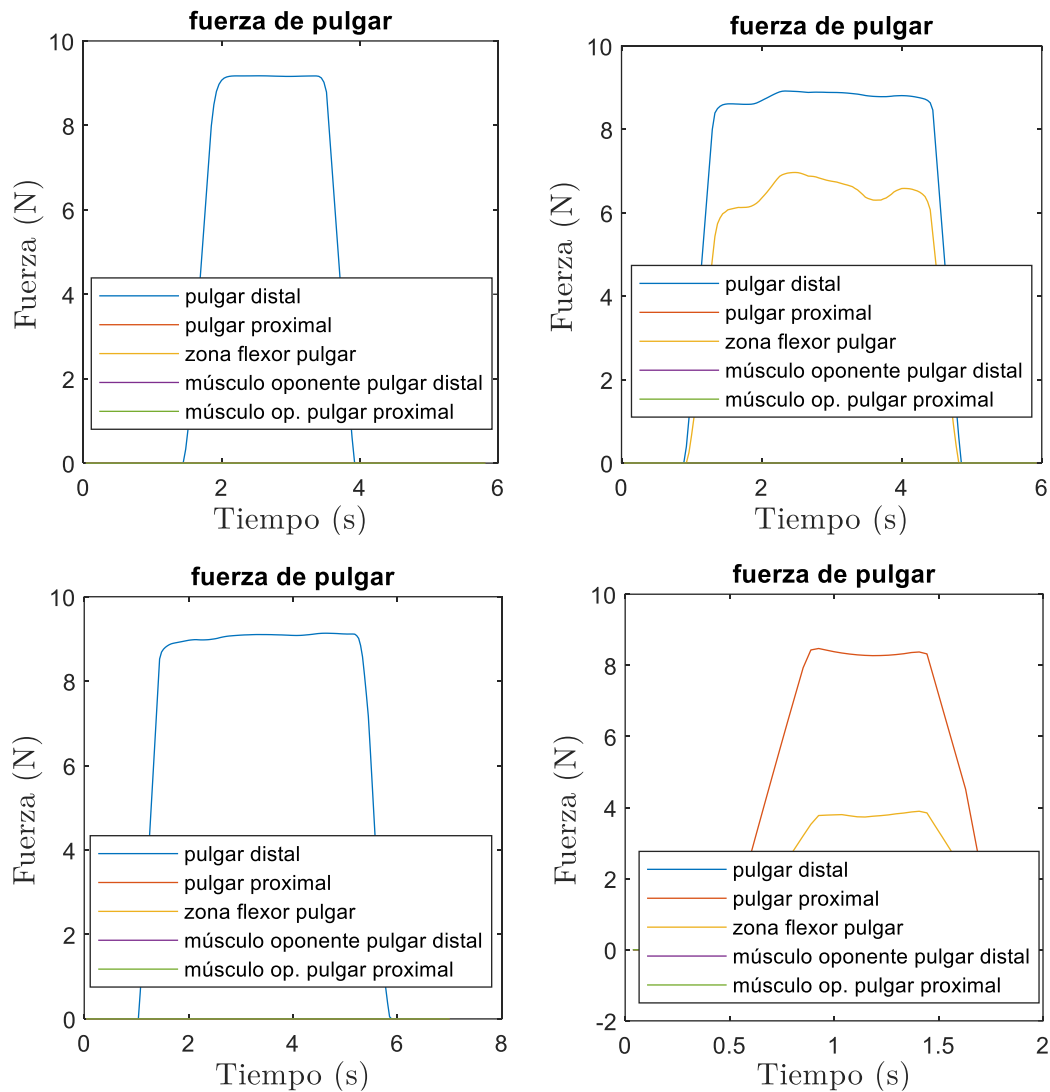 fuerza de pulgar
10
8
6
4
2
0
Fuerza (N)
pulgar distal
pulgar proximal
zona flexor pulgar
músculo oponente pulgar distal
músculo op. pulgar proximal
0 2 4 6
Tiempo (s)
fuerza de pulgar
10
8
6
4
2
0
Fuerza (N)
pulgar distal
pulgar proximal
zona flexor pulgar
músculo oponente pulgar distal
músculo op. pulgar proximal
0 2 4 6
Tiempo (s)
fuerza de pulgar
10
8
6
4
2
0
Fuerza (N)
pulgar distal
pulgar proximal
zona flexor pulgar
músculo oponente pulgar distal
músculo op. pulgar proximal
0 2 4 6 8
Tiempo (s)
fuerza de pulgar
10
8
6
4
2
0
-2
Fuerza (N)
pulgar distal
pulgar proximal
zona flexor pulgar
músculo oponente pulgar distal
músculo op. pulgar proximal
0 0.5 1 1.5 2
Tiempo (s)